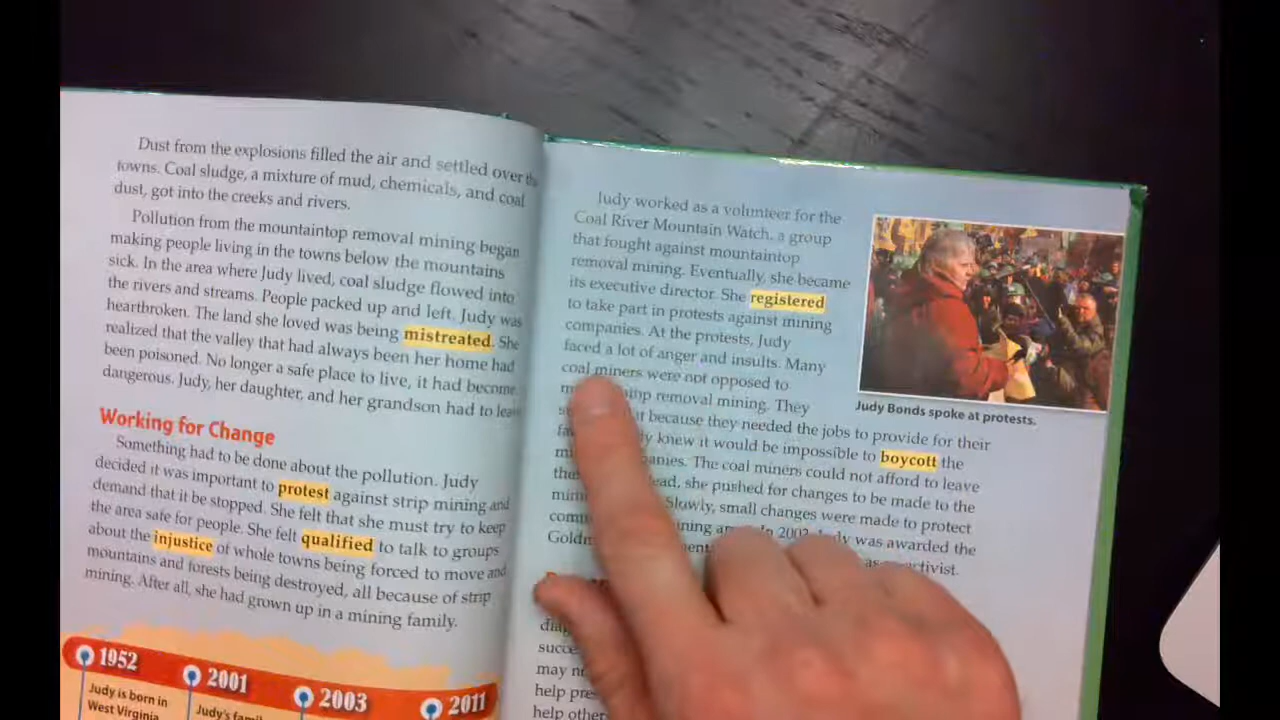 Dust from the explosions filled the air and settled over
towns. Coal sludge, a mixture of mud, chemicals, and coal
dust, got into the creeks and rivers.
Pollution from the mountaintop removal mining began
making people living in the towns below the mountains
sick. In the area where Judy lived, coal sludge flowed into
the rivers and streams. People packed up and left. Judy was
heartbroken. The land she loved was being mistreated. She
realized that the valley that had always been her home had
been poisoned. No longer a safe place to live, it had become
dangerous. Judy, her daughter, and her grandson had to leave
Working for Change
Something had to be done about the pollution. Judy
decided it was important to protest against strip mining and
demand that it be stopped. She felt that she must try to keep
the area safe for people. She felt qualified to talk to groups
about the injustice of whole towns being forced to move and
mountains and forests being destroyed, all because of strip
mining. After all, she had grown up in a mining family.
1952
Judy is born in
West Virginia
2001
Judy's
2003
2011
Judy worked as a volunteer for the
Coal River Mountain Watch, a group
that fought against mountaintop
removal mining. Eventually, she became
its executive director. She registered
to take part in protests against mining
companies. At the protests, Judy
faced a lot of anger and insults. Many
coal miners were not opposed to
removal mining. They
because they needed the jobs to provide for their
knew it would be impossible to boycott the
The coal miners could not afford to leave
she pushed for changes to be made to the
Slowly, small changes were made to protect
In 2003, Judy was awarded the
Judy Bonds spoke at protests.
succe
may
help
help other